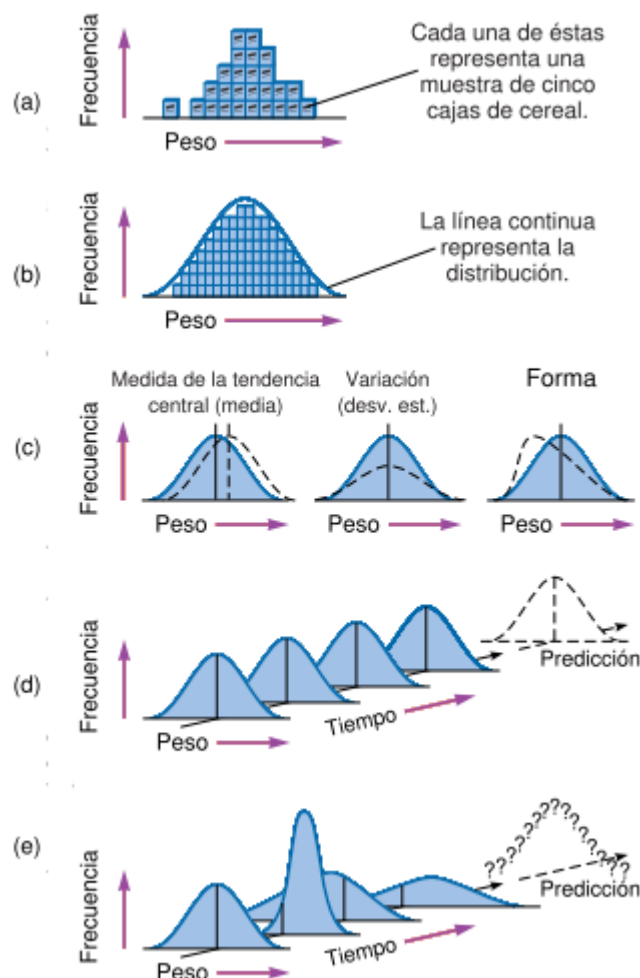 (a)
Frecuencia
Cada una de éstas
representa una
muestra de cinco
cajas de cereal.
Peso
(b)
Frecuencia
La línea continua
representa la
distribución.
Peso
(c)
Frecuencia
Medida de la tendencia
central (media)
Variación
(desv. est.)
Forma
Peso
Peso
Peso
(d)
Frecuencia
Predicción
Tiempo
Peso
(e)
Frecuencia
????????????????
Predicción
Tiempo
Peso